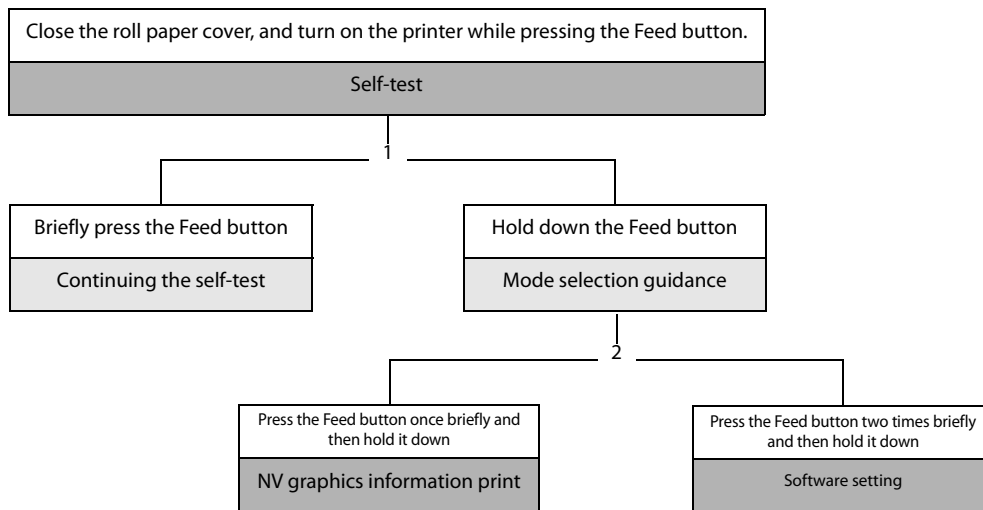 Close the roll paper cover, and turn on the printer while pressing the Feed button.
Self-test
1
Briefly press the Feed button
Continuing the self-test
Hold down the Feed button
Mode selection guidance
2
Press the Feed button once briefly and
then hold it down
NV graphics information print
Press the Feed button two times briefly
and then hold it down
Software setting